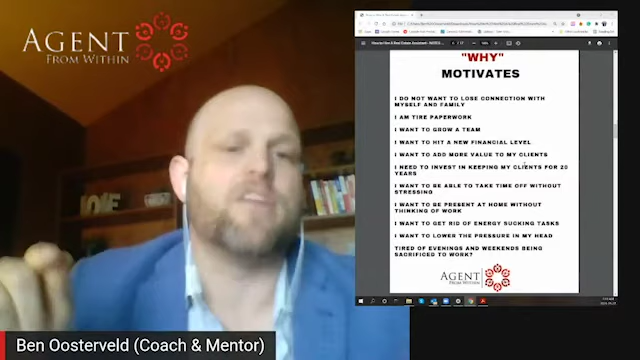 AGENT
FROM WITHIN
"WHY"
MOTIVATES
I DO NOT WANT TO LOSE CONNECTION WITH
MYSELF AND FAMILY
I AM TIRE PAPERWORK
I WANT TO GROW A TEAM
I WANT TO HIT A NEW FINANCIAL LEVEL
I WANT TO ADD MORE VALUE TO MY CLIENTS
I NEED TO INVEST IN KEEPING MY CLIENTS FOR 20
YEARS
I WANT TO BE ABLE TO TAKE TIME OFF WITHOUT
STRESSING
I WANT TO BE PRESENT AT HOME WITHOUT
THINKING OF WORK
I WANT TO GET RID OF ENERGY SUCKING TASKS
I WANT TO LOWER THE PRESSURE IN MY HEAD
TIRED OF EVENINGS AND WEEKENDS BEING
SACRIFICED TO WORK?
AGENT
FROM WITHIN
Ben Oosterveld (Coach & Mentor)